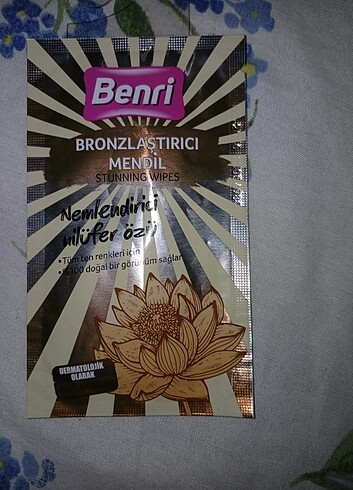 Benri
BRONZLAŞTIRICI
MENDİL
STUNNING WIPES
Nemlendirici
nilüfer özü
• Tüm ten renkleri için
• %100 doğal bir görünüm sağlar
DERMATOLOJİK
OLARAK